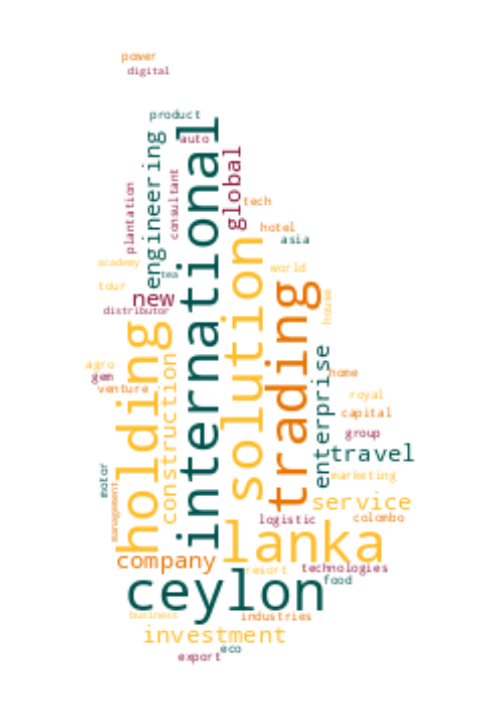 power
digital
product
auto
engineering
international
consultant
plantation
global
tech
hotel
asia
academy
tea
world
tour
new
distributor
house
solution
trading
holding
construction
enterprise
agro
gem
venture
home
royal
capital
group
travel
motor
management
marketing
service
logistic
colombo
lanka
company
resort
technologies
food
ceylon
business
industries
investment
eco
export